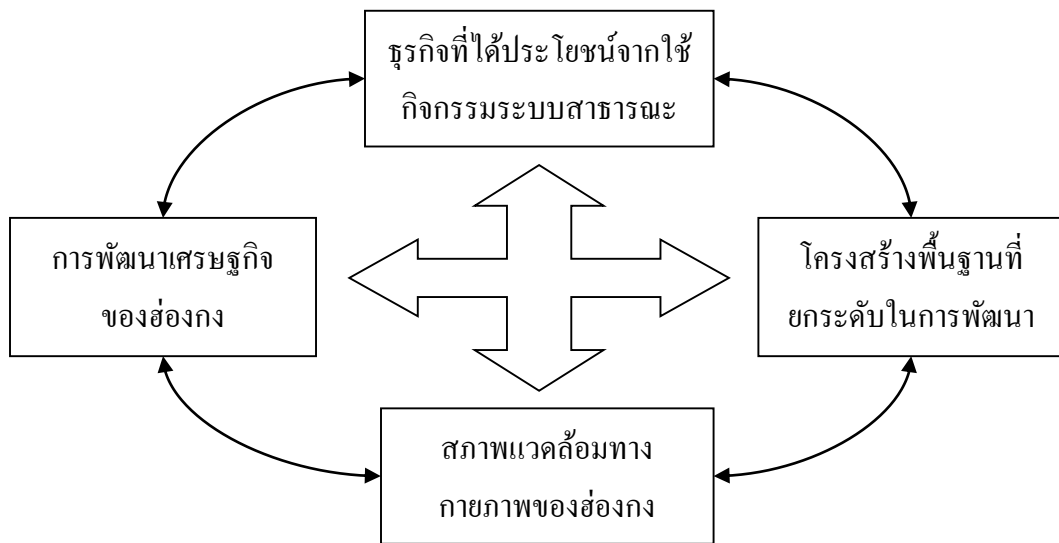 ธุรกิจที่ได้ประโยชน์จากใช้
กิจกรรมระบบสาธารณะ
การพัฒนาเศรษฐกิจ
ของฮ่องกง
โครงสร้างพื้นฐานที่
ยกระดับในการพัฒนา
สภาพแวดล้อมทาง
กายภาพของฮ่องกง